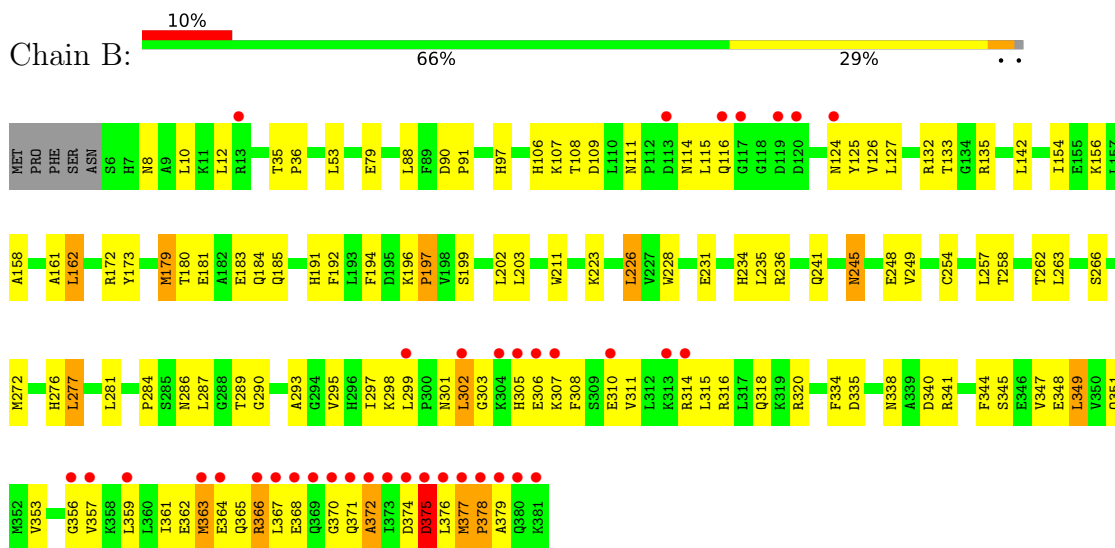 10%
Chain B:
66% 29% • •
MET PRO PHE SER ASN S6 H7 N8 A9 L10 K11 L12 R13 T35 P36 L53 E79 L88 F89 D90 P91 H97 H106 K107 T108 D109 L110 N111 P112 D113 N114 L115 Q116 G117 G118 D119 D120 N124 Y125 V126 L127 R132 T133 G134 R135 L142 I154 E155 K156 L157
A158 A161 L162 R172 Y173 M179 T180 E181 A182 E183 Q184 Q185 H191 F192 L193 F194 D195 K196 P197 V198 S199 L202 L203 W211 K223 L226 V227 W228 E231 H234 L235 R236 Q241 N245 E248 V249 C254 L257 T258 T262 L263 S266
M272 H276 L277 L281 P284 S285 N286 L287 G288 T289 G290 A293 G294 V295 H296 I297 K298 L299 P300 N301 L302 G303 K304 H305 E306 K307 F308 S309 E310 V311 L312 K313 R314 L315 R316 L317 Q318 K319 R320 F334 D335 N338 A339 D340 R341 F344 S345 E346 V347 E348 L349 V350 Q351
M352 V353 G356 V357 K358 L359 L360 I361 E362 M363 E364 Q365 R366 L367 E368 Q369 G370 Q371 A372 I373 D374 D375 L376 M377 P378 A379 Q380 K381